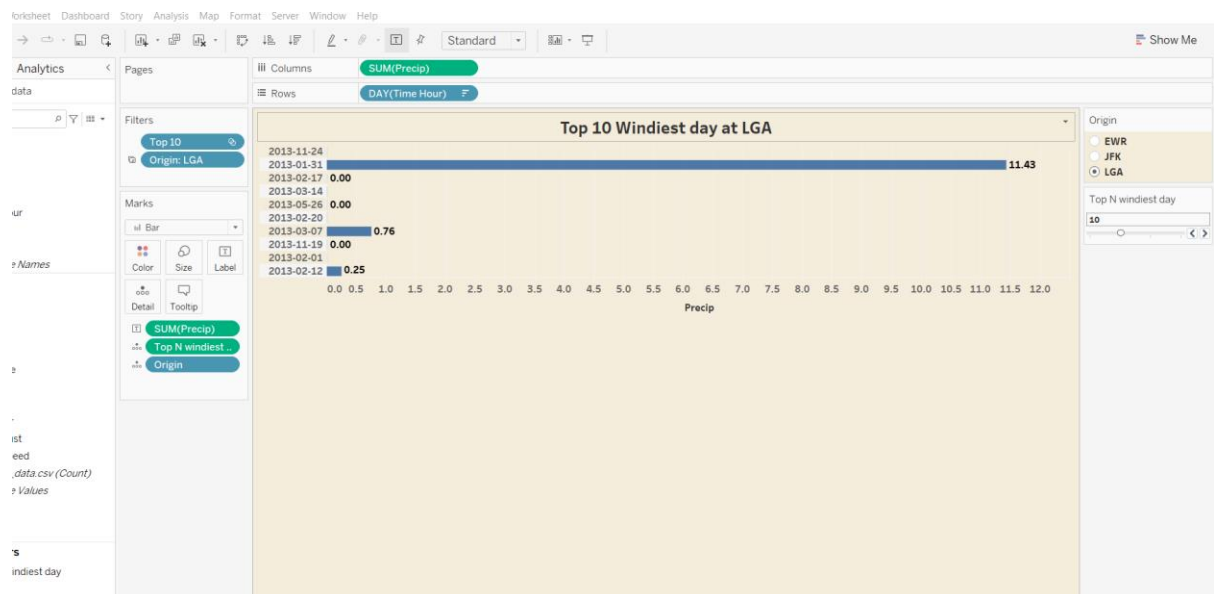 Worksheet Dashboard Story Analysis Map Format Server Window Help
Standard
Show Me
Analytics
Pages
Columns
SUM(Precip)
data
Rows
DAY(Time Hour)
Filters
Top 10
Origin: LGA
Top 10 Windiest day at LGA
Origin
EWR
JFK
LGA
Top N windiest day
10
2013-11-24
2013-01-31 11.43
2013-02-17 0.00
2013-03-14
2013-05-26 0.00
2013-02-20
2013-03-07 0.76
2013-11-19 0.00
2013-02-01
2013-02-12 0.25
0.0 0.5 1.0 1.5 2.0 2.5 3.0 3.5 4.0 4.5 5.0 5.5 6.0 6.5 7.0 7.5 8.0 8.5 9.0 9.5 10.0 10.5 11.0 11.5 12.0
Precip
Marks
Bar
Color Size Label
Detail Tooltip
SUM(Precip)
Top N windiest ..
Origin
ur
e Names
e
r
ust
eed
_data.csv (Count)
e Values
rs
indiest day